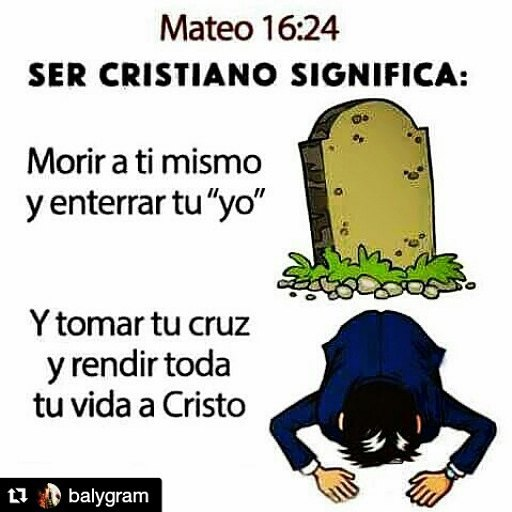 Mateo 16:24
SER CRISTIANO SIGNIFICA:
Morir a ti mismo
y enterrar tu “yo”
Y tomar tu cruz
y rendir toda
tu vida a Cristo
balygram